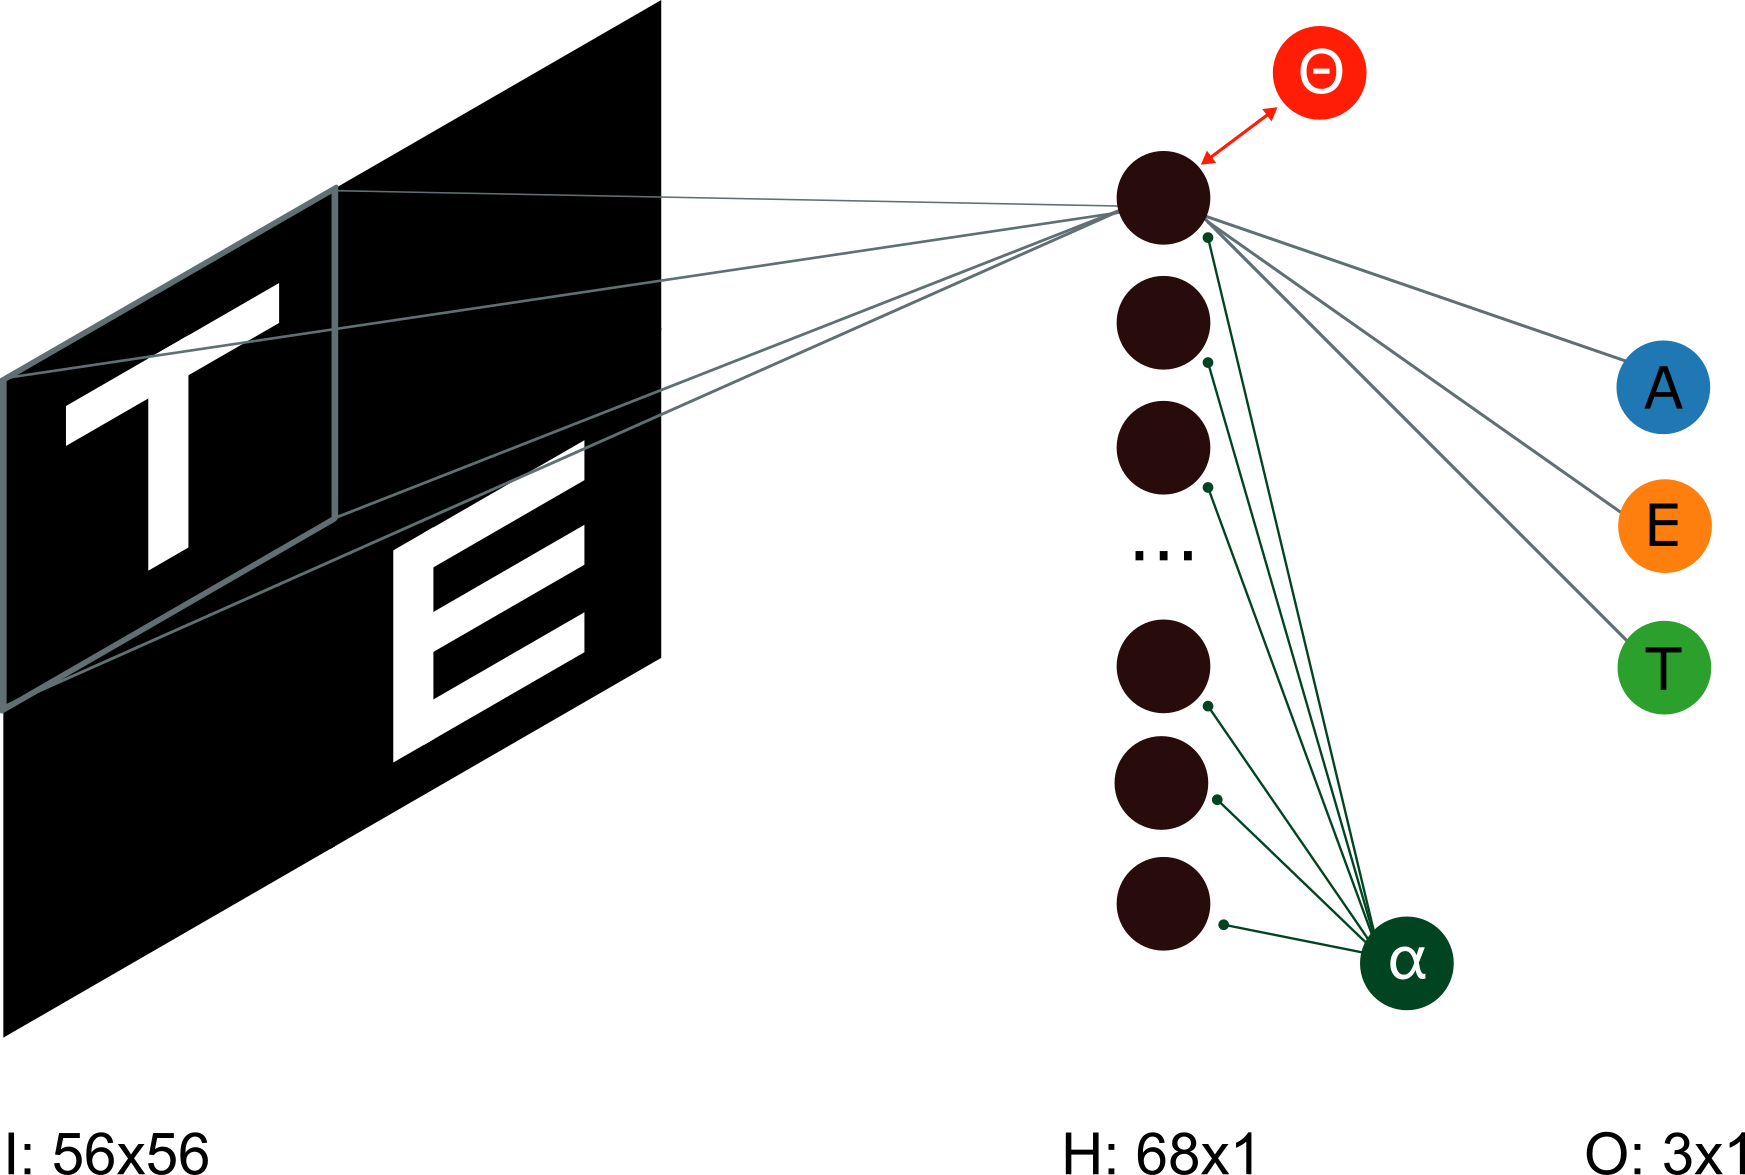 T
E
Θ
A
E
T
...
α
I: 56x56
H: 68x1
O: 3x1